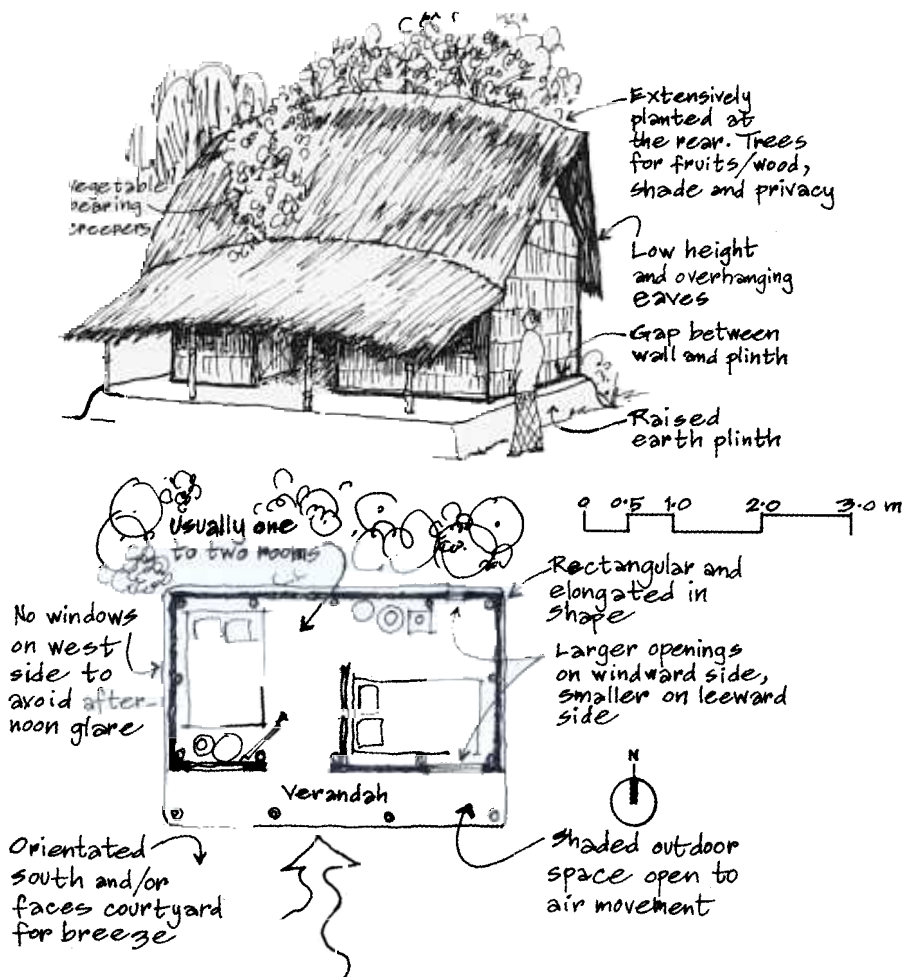 Extensively
planted at
the rear. Trees
for fruits/wood,
shade and privacy
Vegetable
bearing
creepers
Low height
and overhanging
eaves
Gap between
wall and plinth
Raised
earth plinth
0 0.5 1.0 2.0 3.0 m
Usually one
to two rooms
Rectangular and
elongated in
shape
No windows
on west
side to
avoid after-
noon glare
Larger openings
on windward side,
smaller on leeward
side
N
Verandah
Orientated
south and/or
faces courtyard
for breeze
Shaded outdoor
space open to
air movement